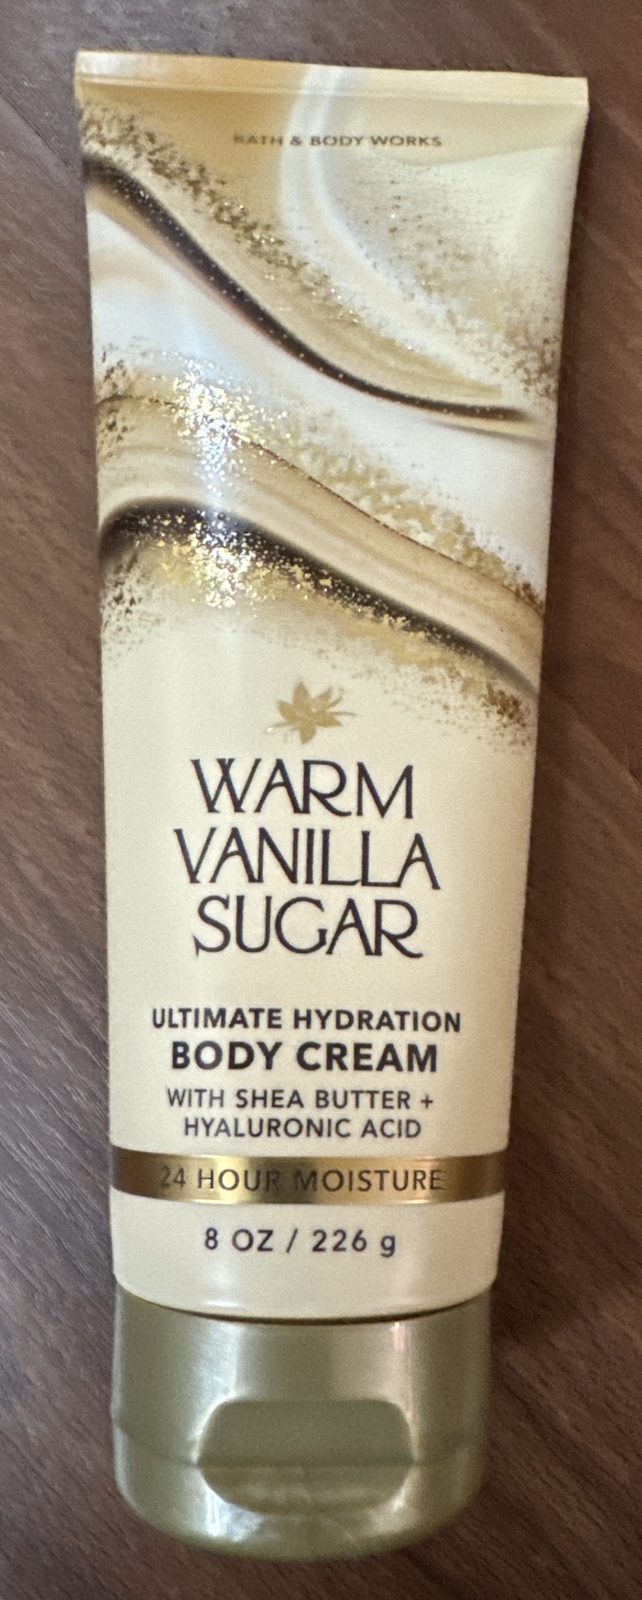 BATH & BODY WORKS
WARM
VANILLA
SUGAR
ULTIMATE HYDRATION
BODY CREAM
WITH SHEA BUTTER +
HYALURONIC ACID
24 HOUR MOISTURE
8 OZ / 226 g